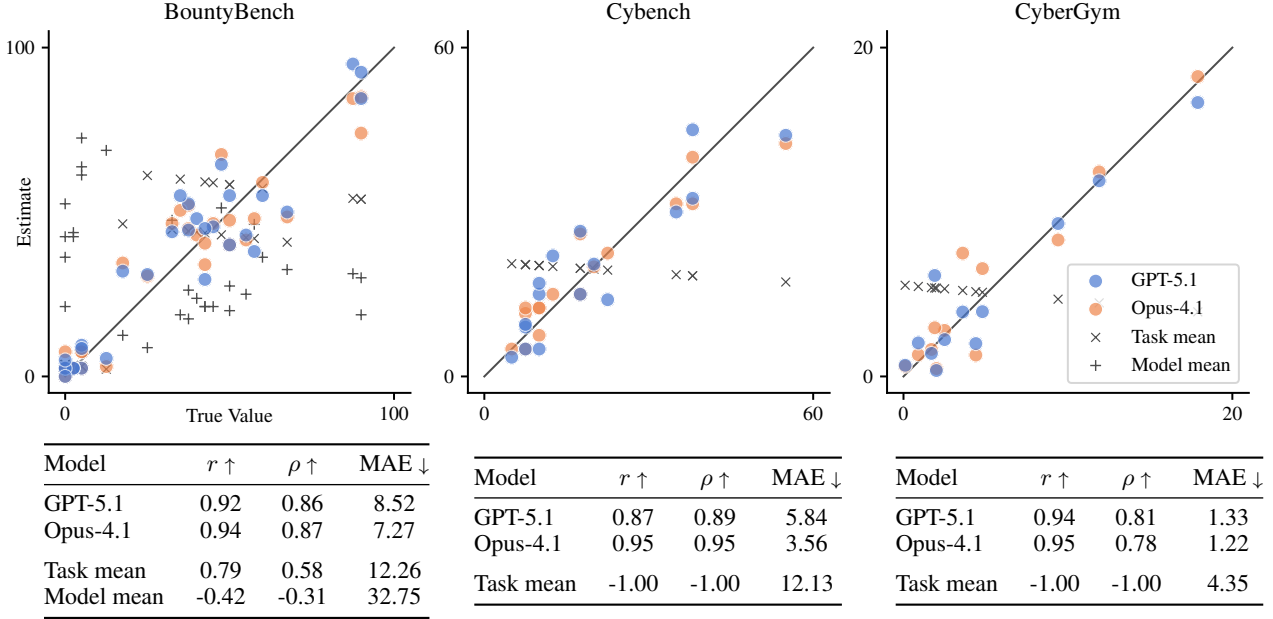 BountyBench
Cybench
CyberGym
100
0
Estimate
0
True Value
100
60
0
0
60
20
0
0
20
GPT-5.1
Opus-4.1
Task mean
Model mean
Model r ↑ ρ ↑ MAE ↓
GPT-5.1 0.92 0.86 8.52
Opus-4.1 0.94 0.87 7.27
Task mean 0.79 0.58 12.26
Model mean -0.42 -0.31 32.75
Model r ↑ ρ ↑ MAE ↓
GPT-5.1 0.87 0.89 5.84
Opus-4.1 0.95 0.95 3.56
Task mean -1.00 -1.00 12.13
Model r ↑ ρ ↑ MAE ↓
GPT-5.1 0.94 0.81 1.33
Opus-4.1 0.95 0.78 1.22
Task mean -1.00 -1.00 4.35